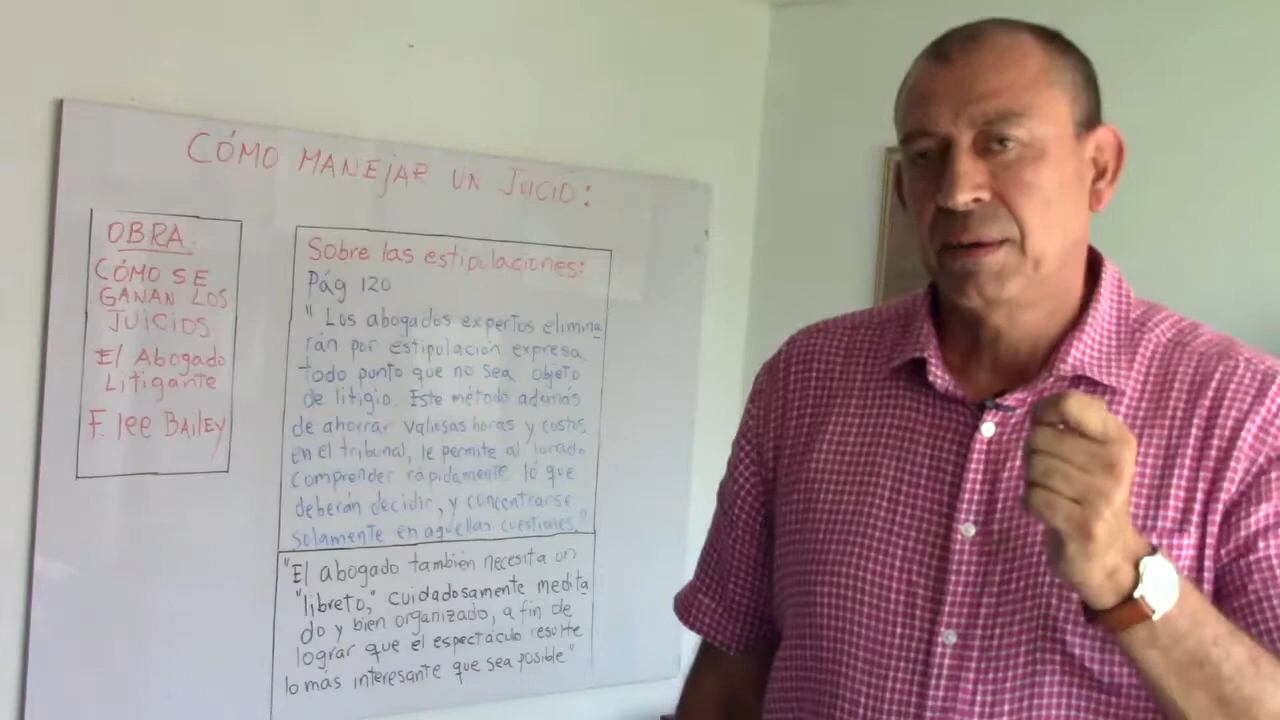 CÓMO MANEJAR UN JUICIO:
OBRA:
CÓMO SE
GANAN LOS
JUICIOS
El Abogado
Litigante
F. lee BAILEY
Sobre las estipulaciones:
Pág 120
" Los abogados expertos elimina
rán por estipulación expresa
todo punto que no sea objeto
de litigio. Este método además
de ahorrar valiosas horas y costos
en el tribunal, le permite al jurado
comprender rápidamente lo que
deberán decidir, y concentrarse
solamente en aquellas cuestiones."
"El abogado también necesita un
"libreto," cuidadosamente medita
do y bien organizado, a fin de
lograr que el espectáculo resulte
lo más interesante que sea posible"